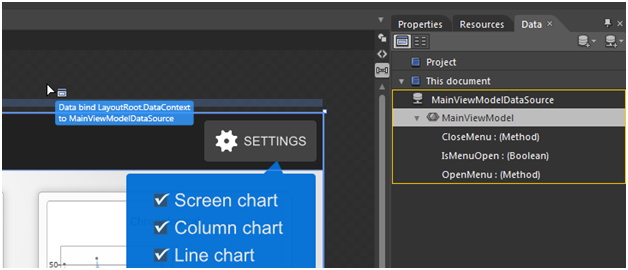 Properties
Resources
Data
Project
This document
MainViewModelDataSource
MainViewModel
CloseMenu : (Method)
IsMenuOpen : (Boolean)
OpenMenu : (Method)
Data bind LayoutRoot.DataContext
to MainViewModelDataSource
SETTINGS
Screen chart
Column chart
Line chart
50